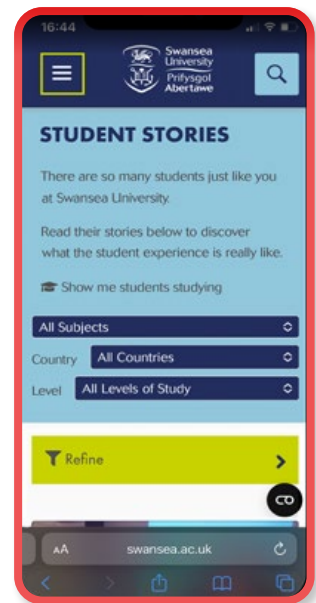 16:44
Swansea
University
Prifysgol
Abertawe
STUDENT STORIES
There are so many students just like you
at Swansea University.
Read their stories below to discover
what the student experience is really like.
Show me students studying
All Subjects
Country All Countries
Level All Levels of Study
Refine
AA swansea.ac.uk